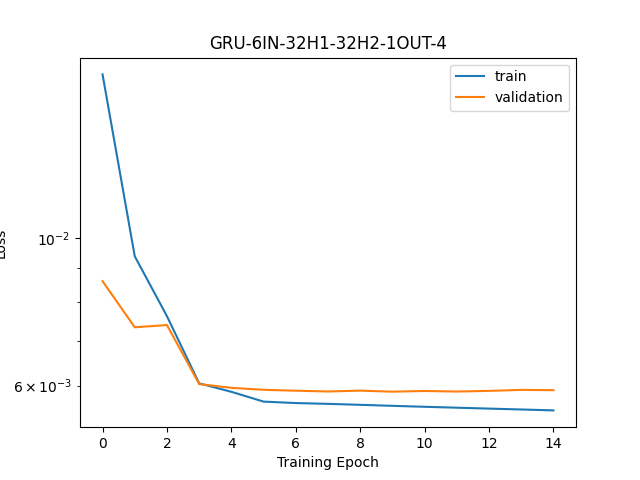 GRU-6IN-32H1-32H2-1OUT-4
train
validation
Loss
10⁻²
6 × 10⁻³
0 2 4 6 8 10 12 14
Training Epoch